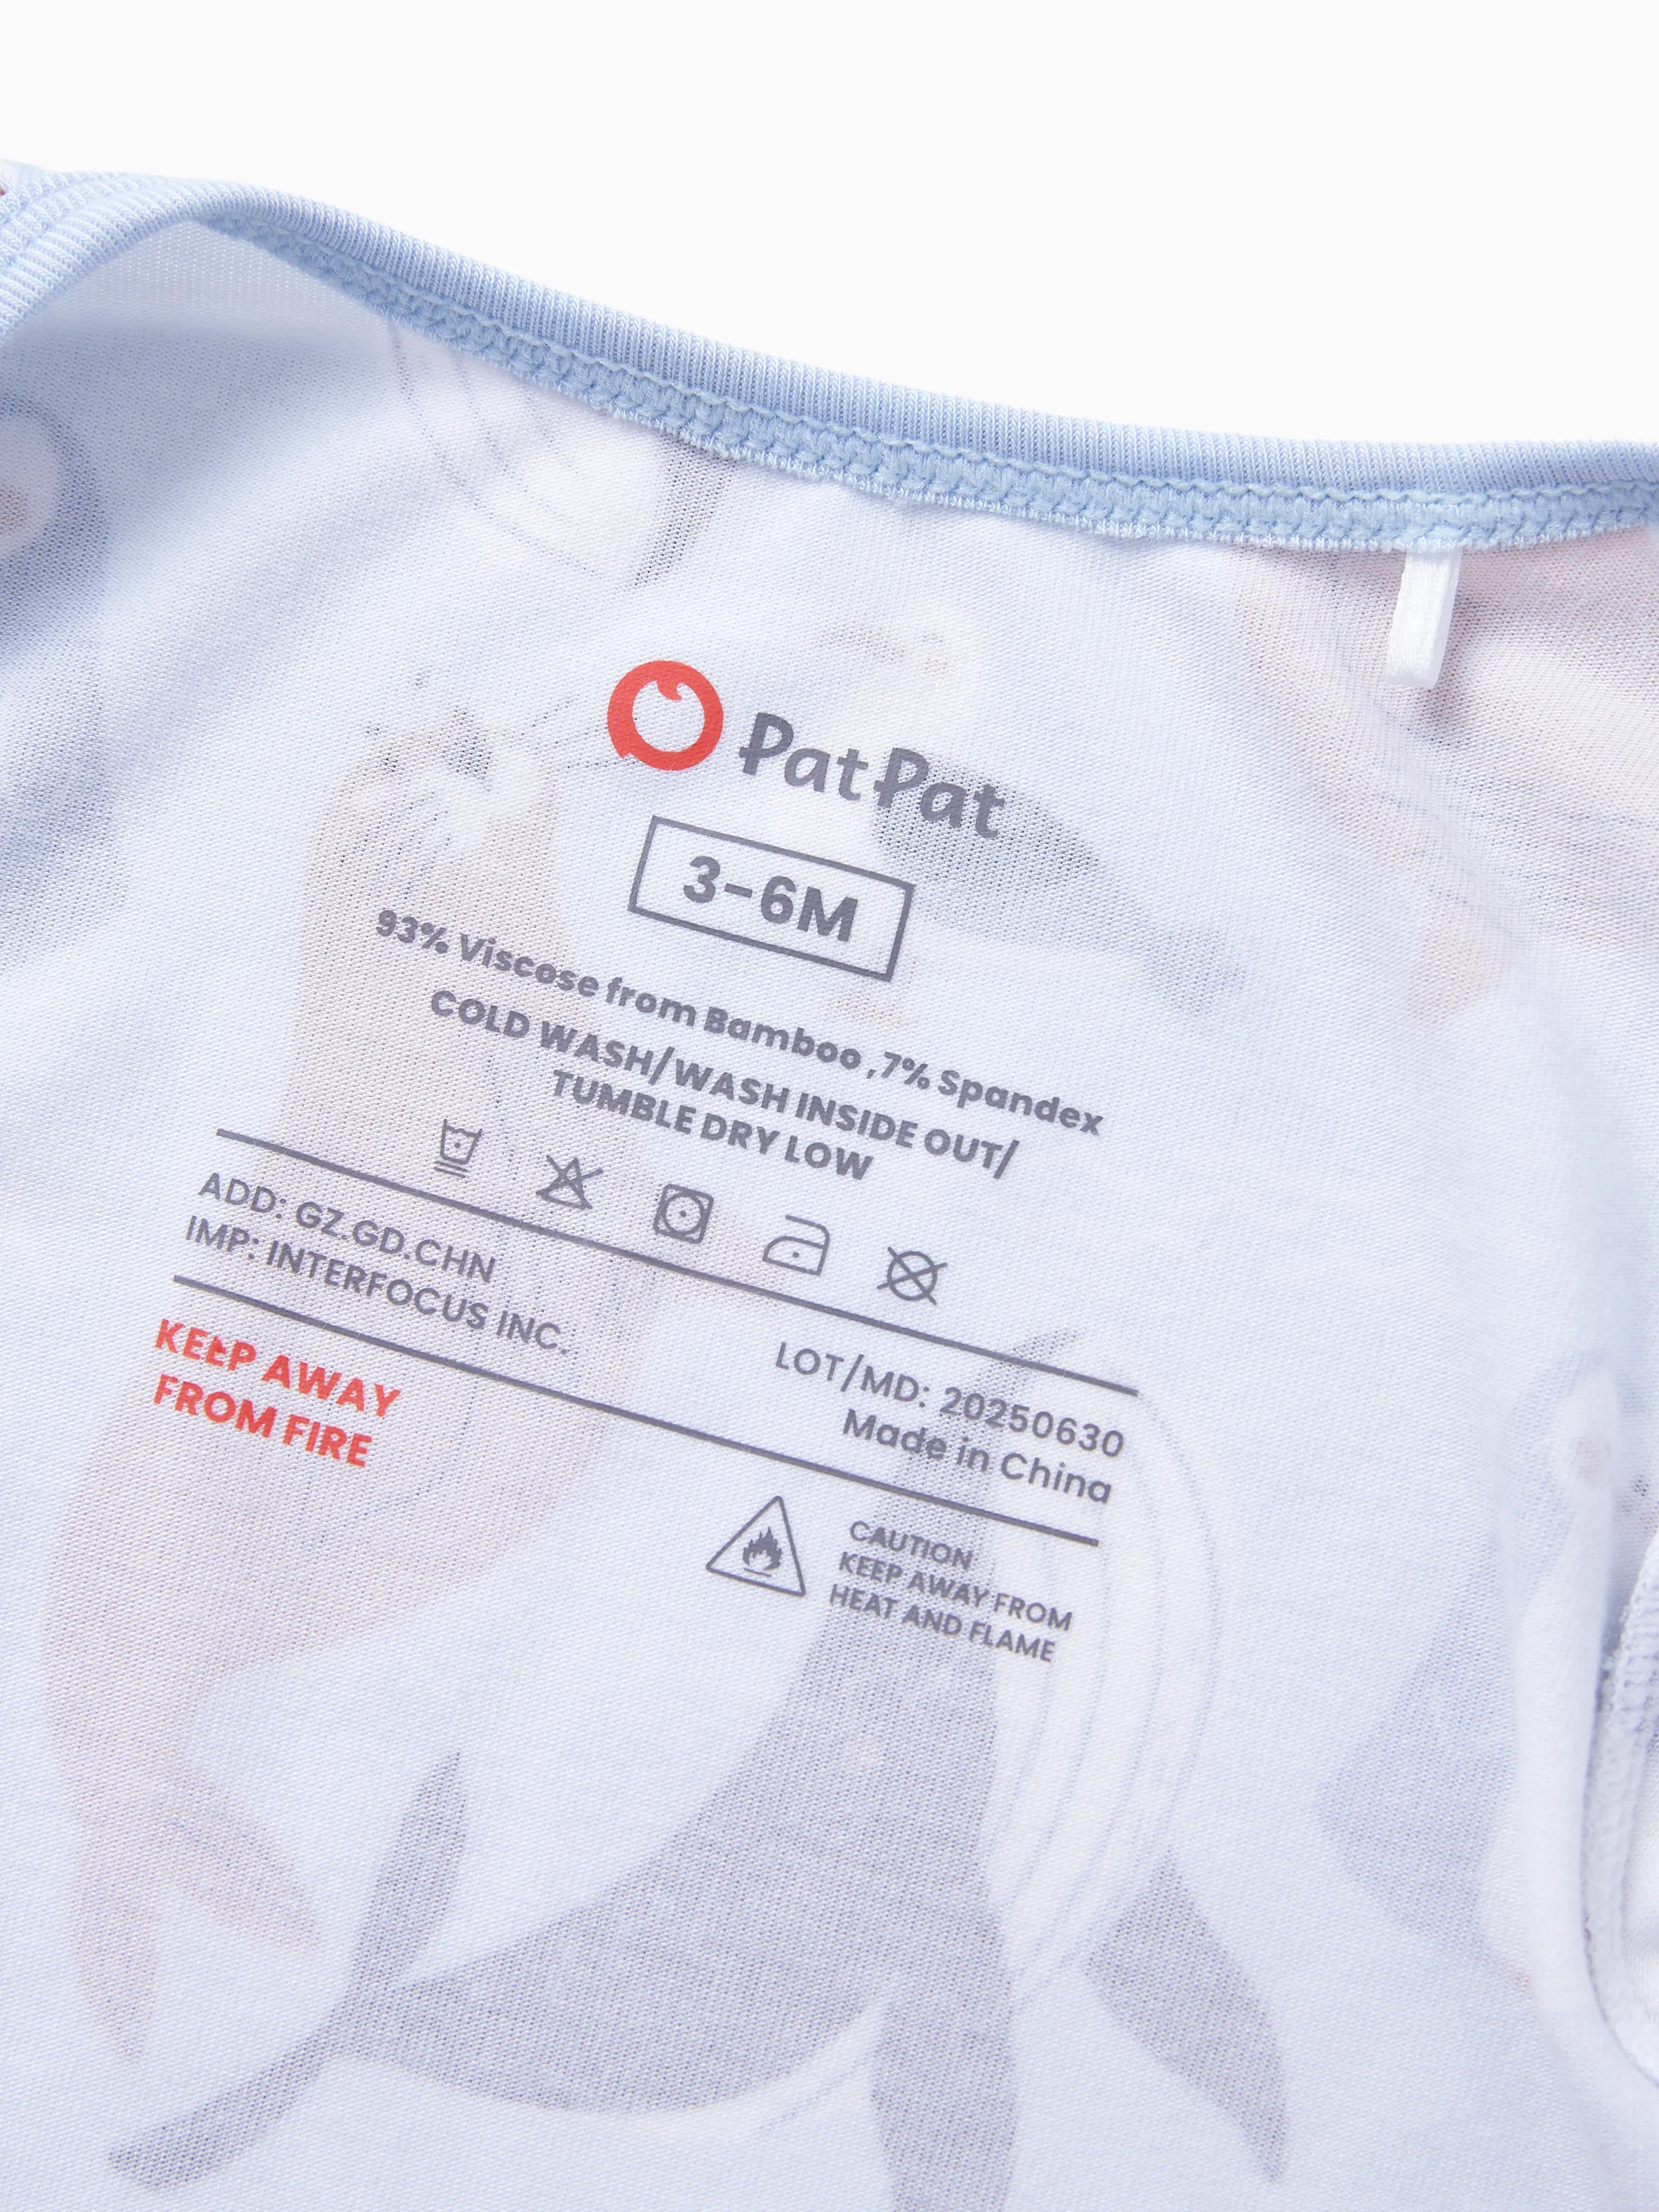 PatPat
3-6M
93% Viscose from Bamboo ,7% Spandex
COLD WASH/WASH INSIDE OUT/
TUMBLE DRY LOW
ADD: GZ.GD.CHN
IMP: INTERFOCUS INC.
LOT/MD: 20250630
Made in China
KEEP AWAY
FROM FIRE
CAUTION
KEEP AWAY FROM
HEAT AND FLAME